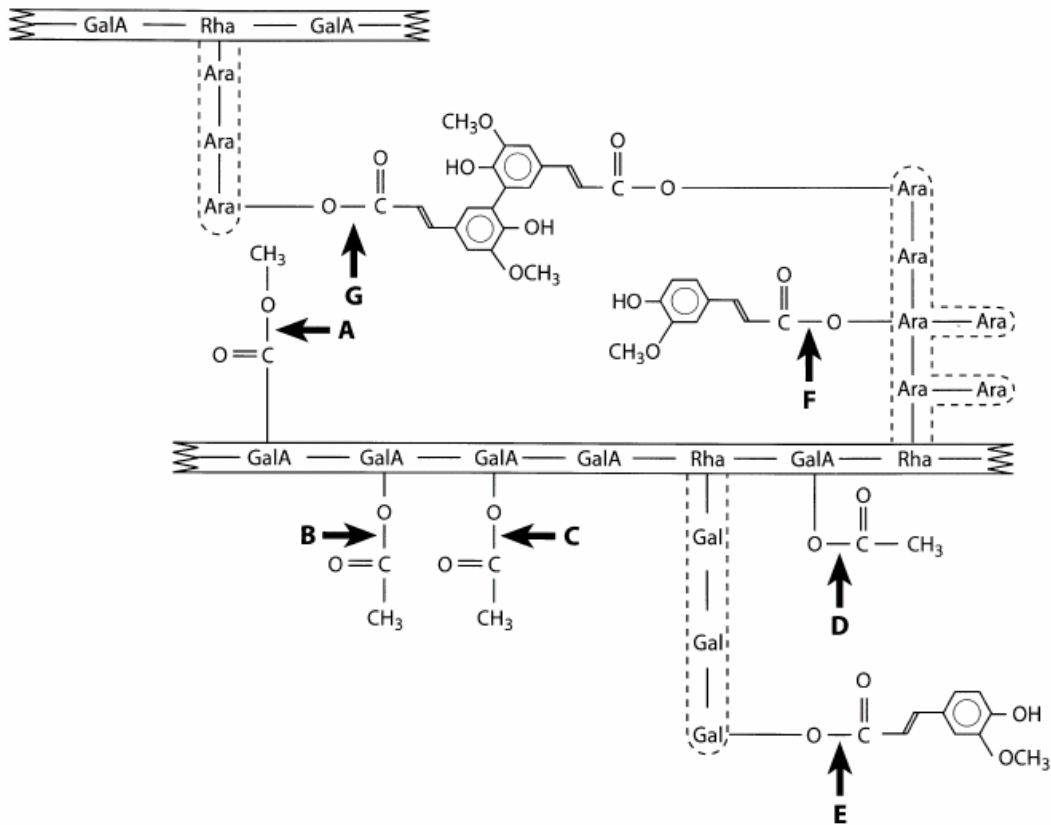 GalA Rha GalA
Ara
Ara
Ara O C O
CH3O
HO
OH
OCH3
O C O Ara
Ara
G
CH3
O
A
O C
HO
CH3O
O
C O Ara Ara
F
Ara Ara
GalA GalA GalA GalA Rha GalA Rha
O O O
B C O C CH3
O C O C
CH3 CH3
D
Gal
Gal
Gal O C O
OH
OCH3
E